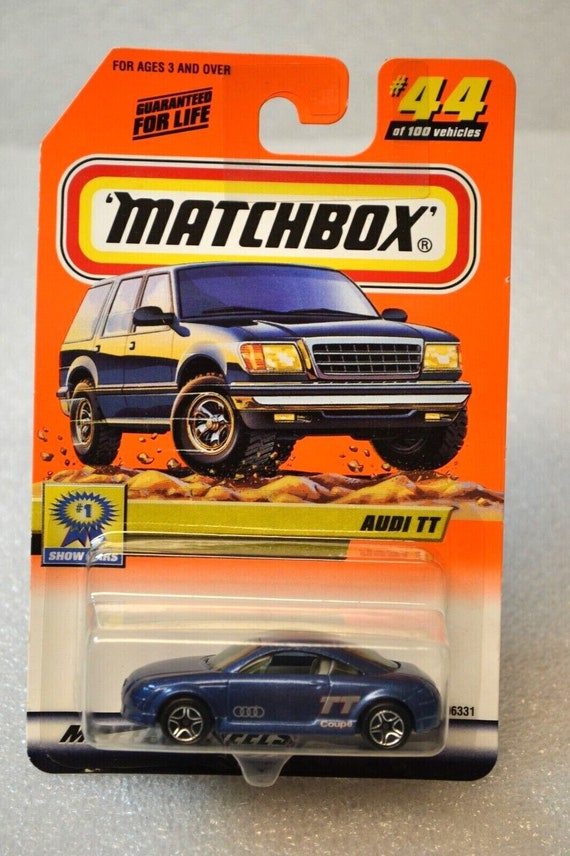 FOR AGES 3 AND OVER
GUARANTEED
FOR LIFE
#44
of 100 vehicles
'MATCHBOX'®
AUDI TT
#1
SHOW CARS
TT
Coupé
6331